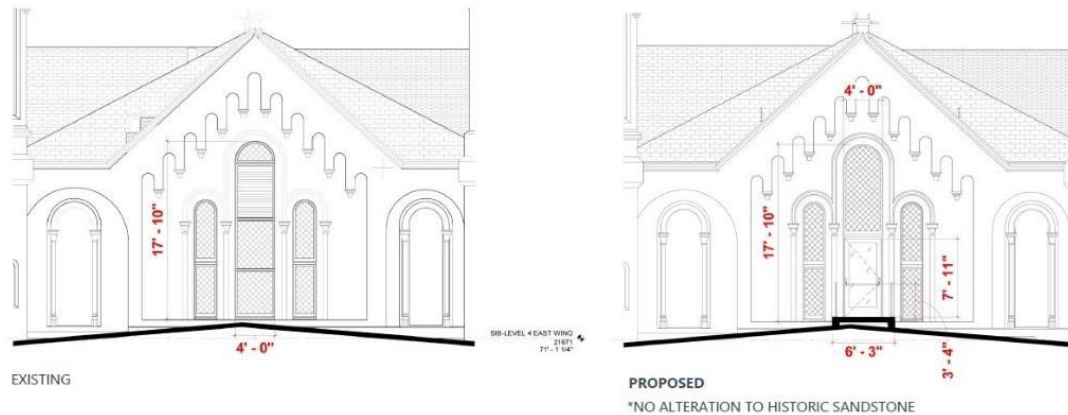 17' - 10"
4' - 0"
EXISTING
SIB-LEVEL 4 EAST WING
21671
71' - 1 1/4"
4' - 0"
17' - 10"
7' - 11"
6' - 3"
3' - 4"
PROPOSED
*NO ALTERATION TO HISTORIC SANDSTONE